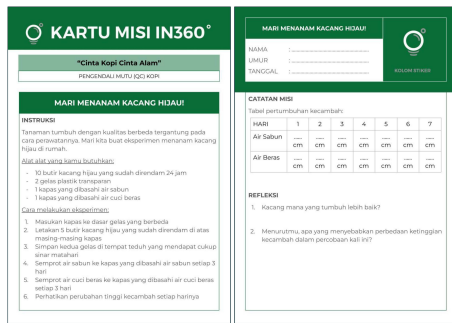 KARTU MISI IN360°
"Cinta Kopi Cinta Alam"
PENGENDALI MUTU (QC) KOPI
MARI MENANAM KACANG HIJAU!
INSTRUKSI
Tanaman tumbuh dengan kualitas berbeda tergantung pada
cara perawatannya. Mari kita buat eksperimen menanam kacang
hijau di rumah.
Alat alat yang kamu butuhkan:
- 10 butir kacang hijau yang sudah direndam 24 jam
- 2 gelas plastik transparan
- 1 kapas yang dibasahi air sabun
- 1 kapas yang dibasahi air cuci beras
Cara melakukan eksperimen:
1. Masukan kapas ke dasar gelas yang berbeda
2. Letakan 5 butir kacang hijau yang sudah direndam di atas
masing-masing kapas
3. Simpan kedua gelas di tempat teduh yang mendapat cukup
sinar matahari
4. Semprot air sabun ke kapas yang dibasahi air sabun setiap 3
hari
5. Semprot air cuci beras ke kapas yang dibasahi air cuci beras
setiap 3 hari
6. Perhatikan perubahan tinggi kecambah setiap harinya
MARI MENANAM KACANG HIJAU!
NAMA : ..............................
UMUR : ..............................
TANGGAL : ..............................
KOLOM STIKER
CATATAN MISI
Tabel pertumbuhan kecambah:
HARI 1 2 3 4 5 6 7
Air Sabun ..... ..... ..... ..... ..... ..... .....
cm cm cm cm cm cm cm
Air Beras ..... ..... ..... ..... ..... ..... .....
cm cm cm cm cm cm cm
REFLEKSI
1. Kacang mana yang tumbuh lebih baik?
2. Menurutmu, apa yang menyebabkan perbedaan ketinggian
kecambah dalam percobaan kali ini?